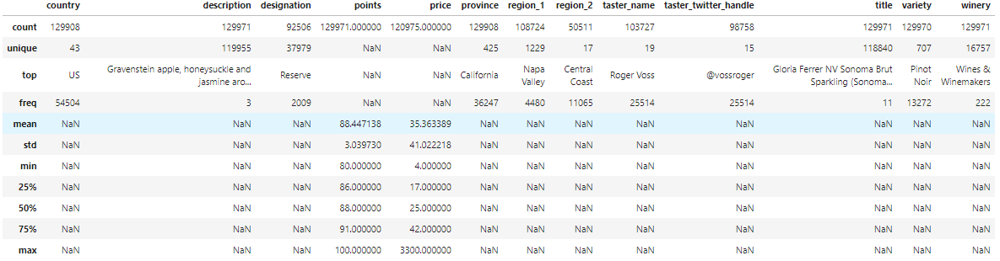 country description designation points price province region_1 region_2 taster_name taster_twitter_handle title variety winery
count 129908 129971 92506 129971.000000 120975.000000 129908 108724 50511 103727 98758 129971 129970 129971
unique 43 119955 37979 NaN NaN 425 1229 17 19 15 118840 707 16757
top US Gravenstein apple, honeysuckle and jasmine aro... Reserve NaN NaN California Napa Valley Central Coast Roger Voss @vossroger Gloria Ferrer NV Sonoma Brut Sparkling (Sonoma... Pinot Noir Wines & Winemakers
freq 54504 3 2009 NaN NaN 36247 4480 11065 25514 25514 11 13272 222
mean NaN NaN NaN 88.447138 35.363389 NaN NaN NaN NaN NaN NaN NaN NaN
std NaN NaN NaN 3.039730 41.022218 NaN NaN NaN NaN NaN NaN NaN NaN
min NaN NaN NaN 80.000000 4.000000 NaN NaN NaN NaN NaN NaN NaN NaN
25% NaN NaN NaN 86.000000 17.000000 NaN NaN NaN NaN NaN NaN NaN NaN
50% NaN NaN NaN 88.000000 25.000000 NaN NaN NaN NaN NaN NaN NaN NaN
75% NaN NaN NaN 91.000000 42.000000 NaN NaN NaN NaN NaN NaN NaN NaN
max NaN NaN NaN 100.000000 3300.000000 NaN NaN NaN NaN NaN NaN NaN NaN